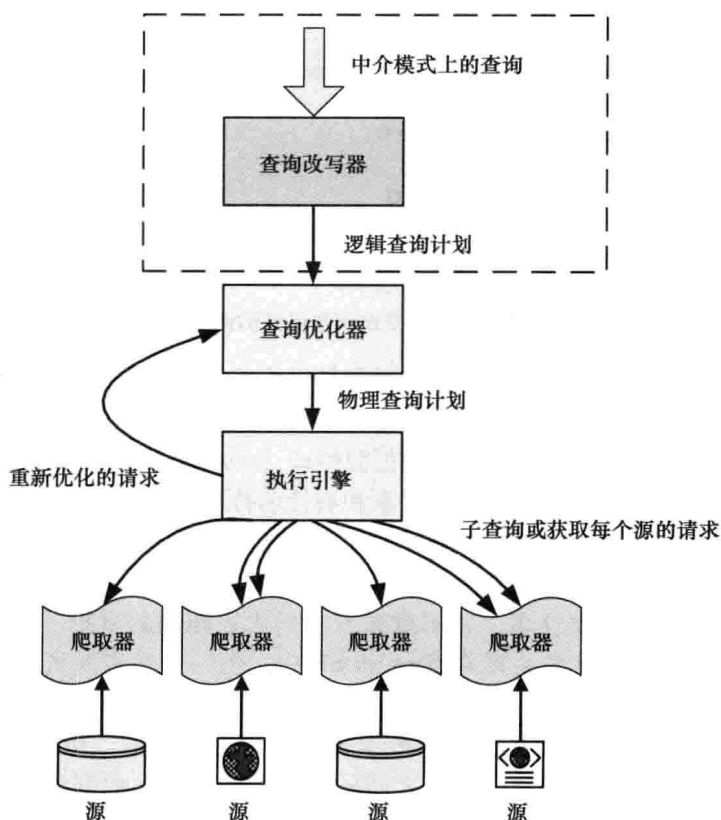 中介模式上的查询
查询改写器
逻辑查询计划
查询优化器
物理查询计划
重新优化的请求
执行引擎
子查询或获取每个源的请求
爬取器
爬取器
爬取器
爬取器
源
源
源
源